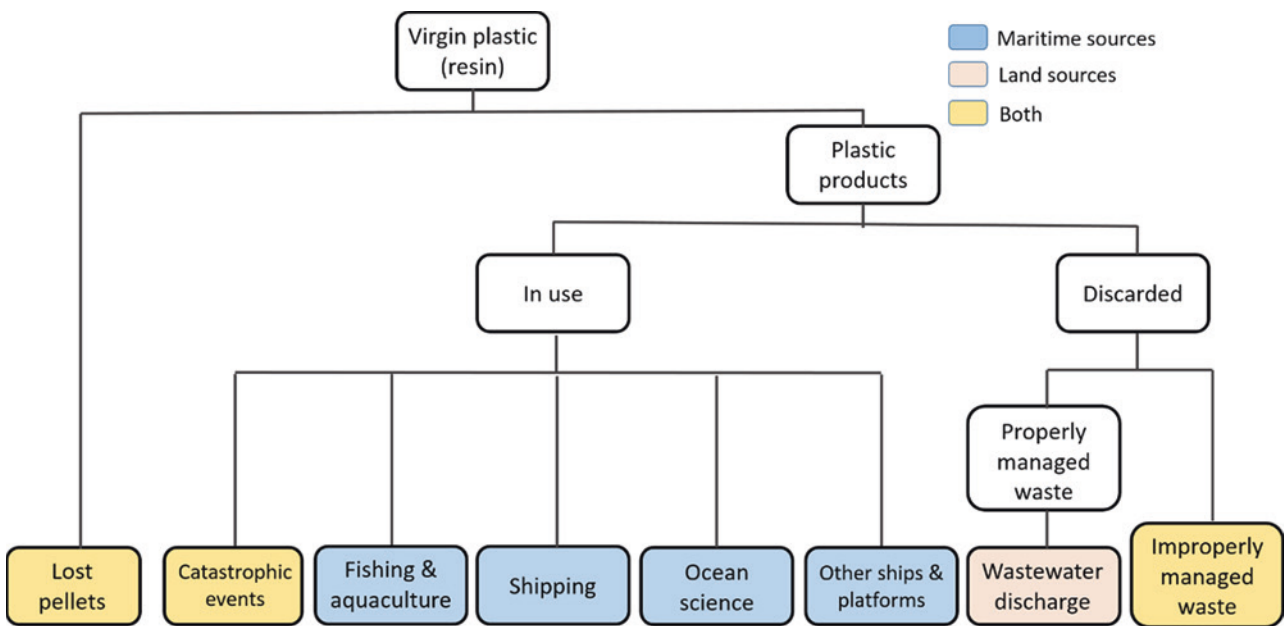 Virgin plastic
(resin)
Maritime sources
Land sources
Both
Plastic
products
In use
Discarded
Properly
managed
waste
Lost
pellets
Catastrophic
events
Fishing &
aquaculture
Shipping
Ocean
science
Other ships &
platforms
Wastewater
discharge
Improperly
managed
waste